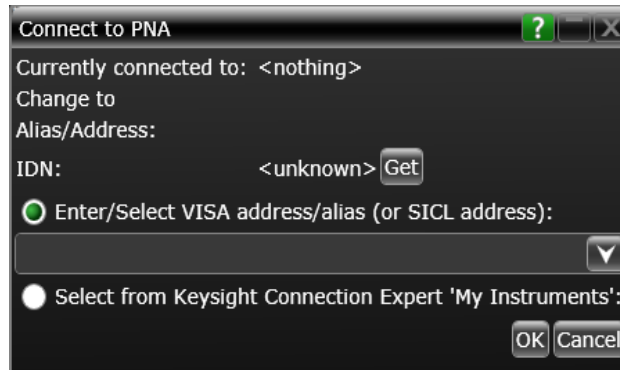 Connect to PNA ? X
Currently connected to: <nothing>
Change to
Alias/Address:
IDN: <unknown> Get
Enter/Select VISA address/alias (or SICL address):
Select from Keysight Connection Expert 'My Instruments':
OK Cancel